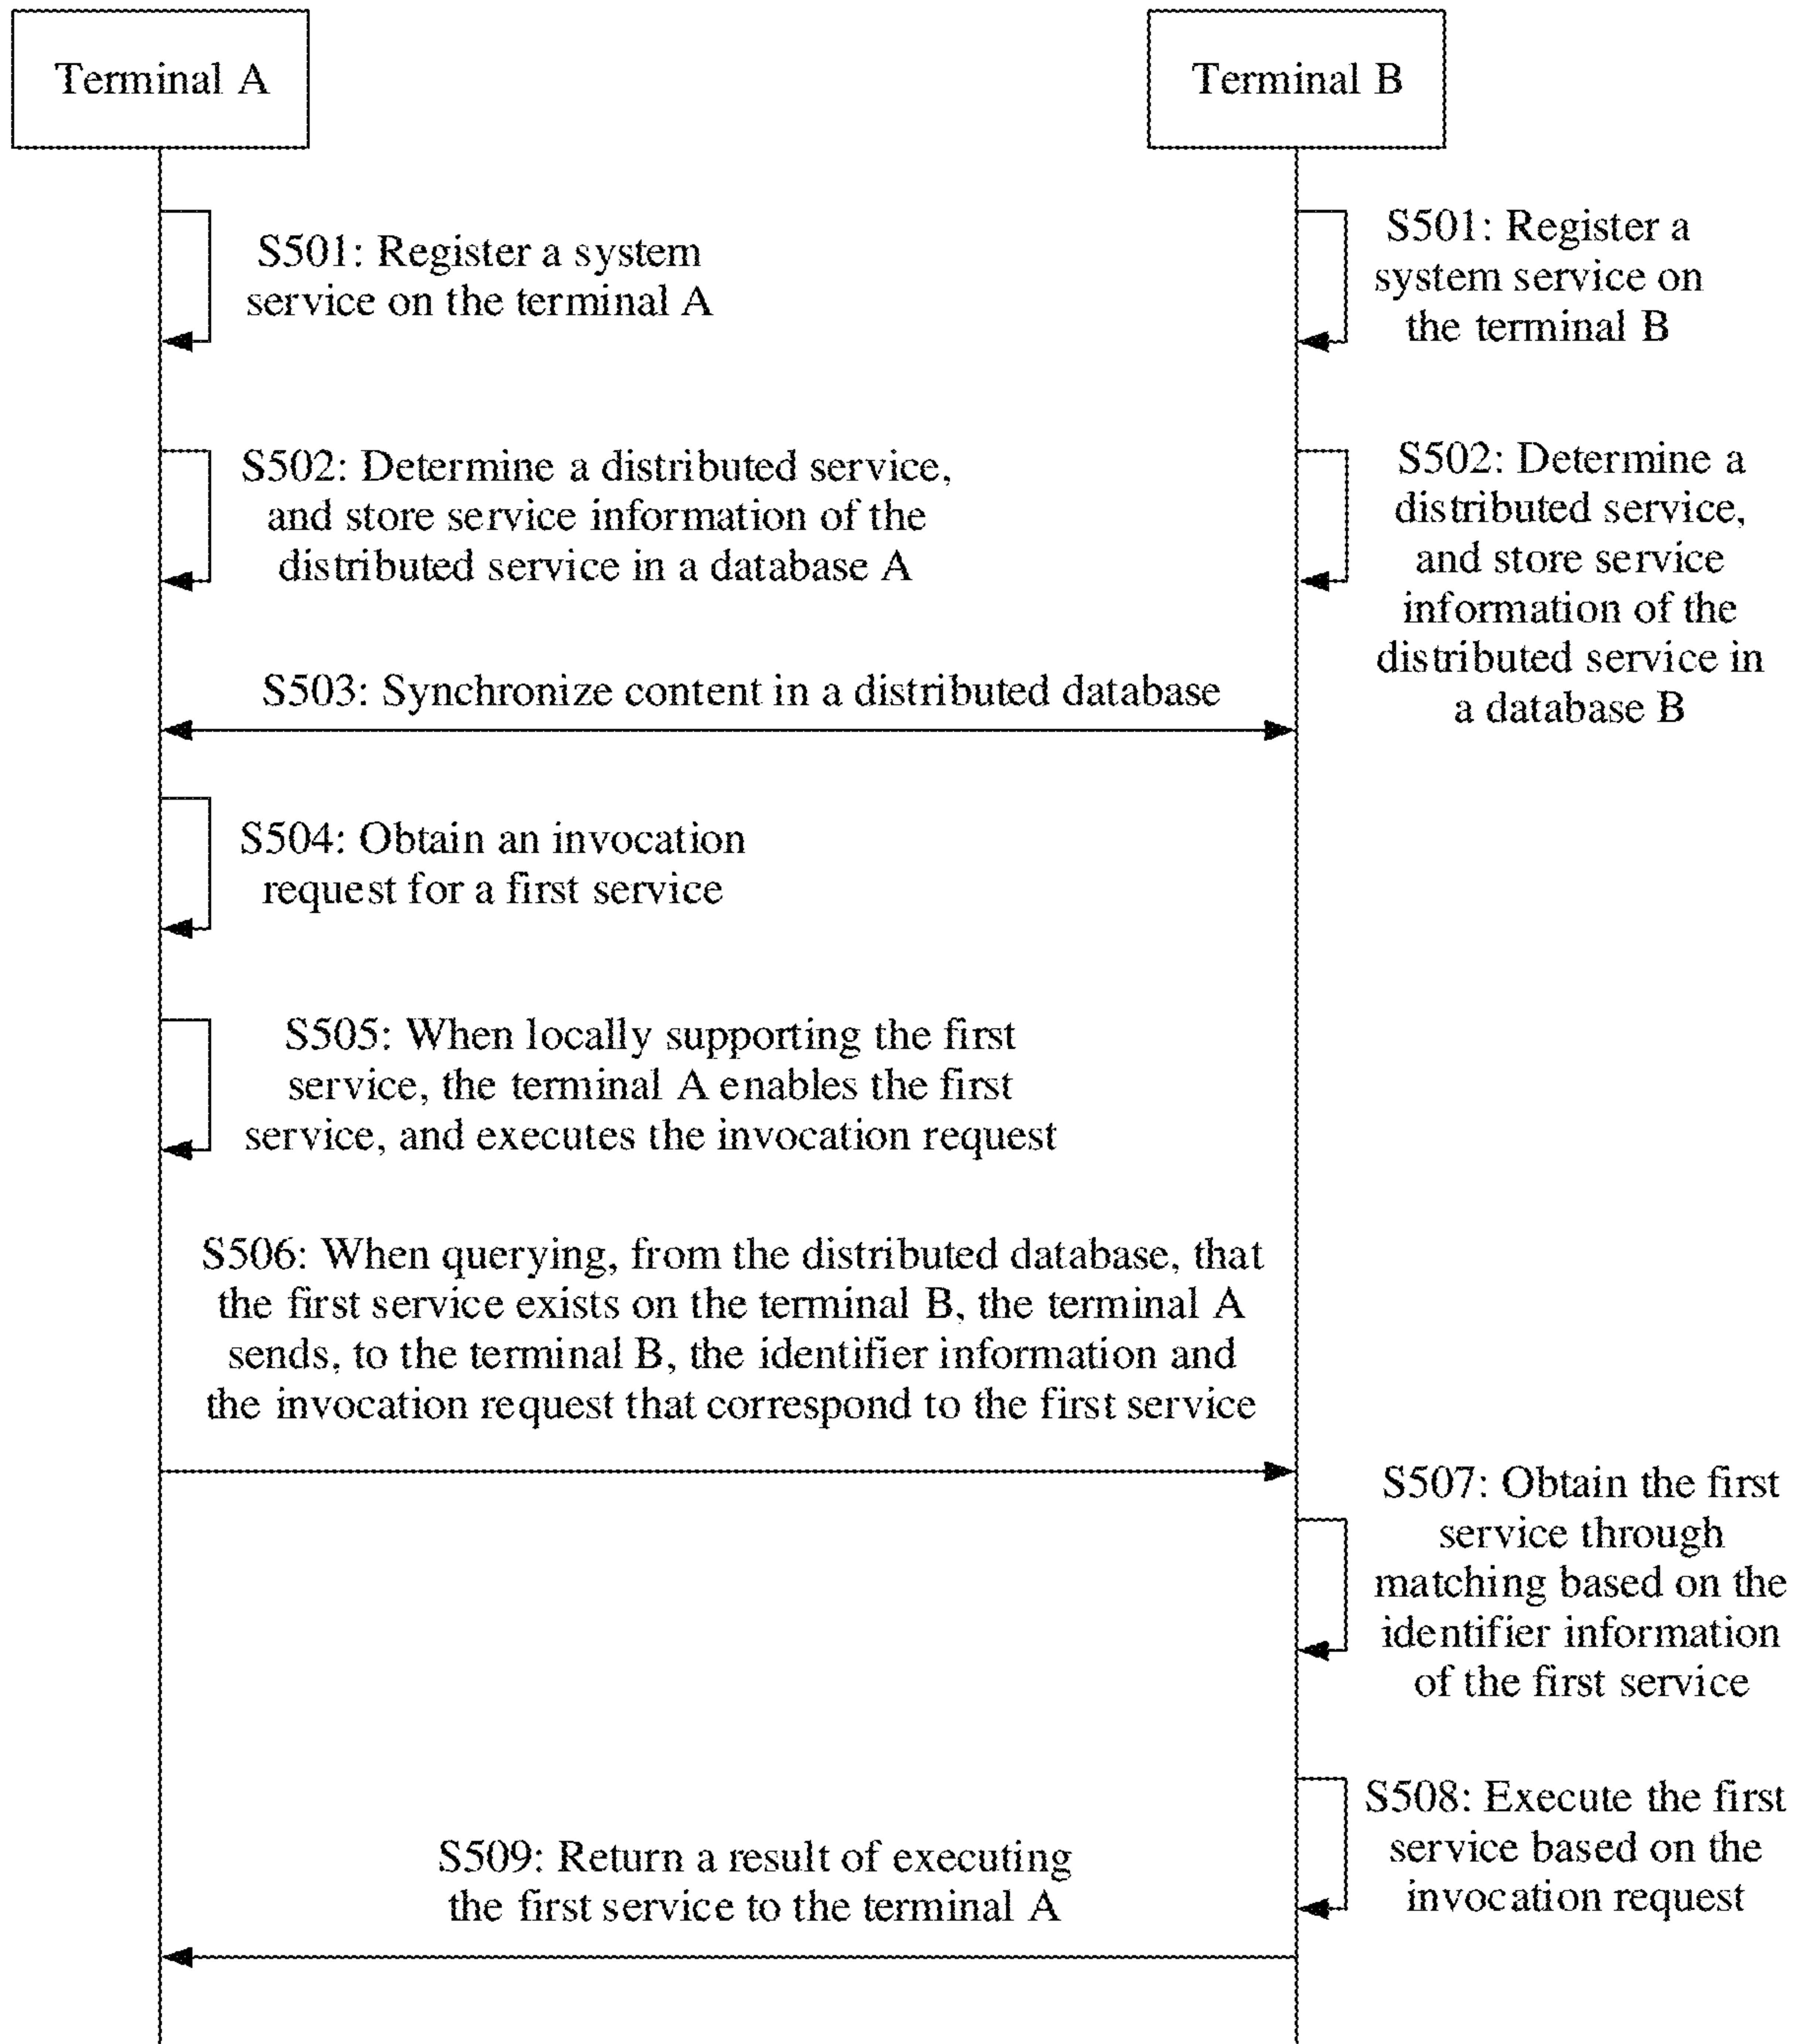 Terminal A
Terminal B
S501: Register a system
service on the terminal A
S501: Register a
system service on
the terminal B
S502: Determine a distributed service,
and store service information of the
distributed service in a database A
S502: Determine a
distributed service,
and store service
information of the
distributed service in
a database B
S503: Synchronize content in a distributed database
S504: Obtain an invocation
request for a first service
S505: When locally supporting the first
service, the terminal A enables the first
service, and executes the invocation request
S506: When querying, from the distributed database, that
the first service exists on the terminal B, the terminal A
sends, to the terminal B, the identifier information and
the invocation request that correspond to the first service
S507: Obtain the first
service through
matching based on the
identifier information
of the first service
S508: Execute the first
service based on the
invocation request
S509: Return a result of executing
the first service to the terminal A